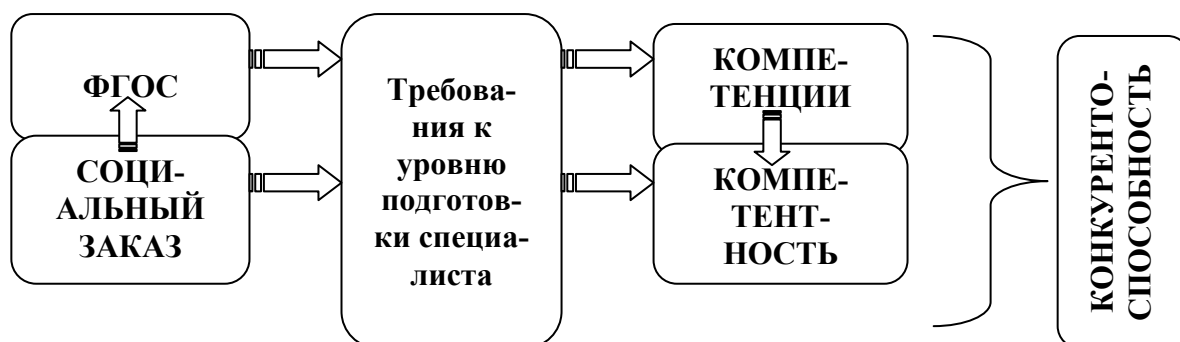 ФГОС
СОЦИ-
АЛЬНЫЙ
ЗАКАЗ
Требова-
ния к
уровню
подготов-
ки специа-
листа
КОМПЕ-
ТЕНЦИИ
КОМПЕ-
ТЕНТ-
НОСТЬ
КОНКУРЕНТО-
СПОСОБНОСТЬ